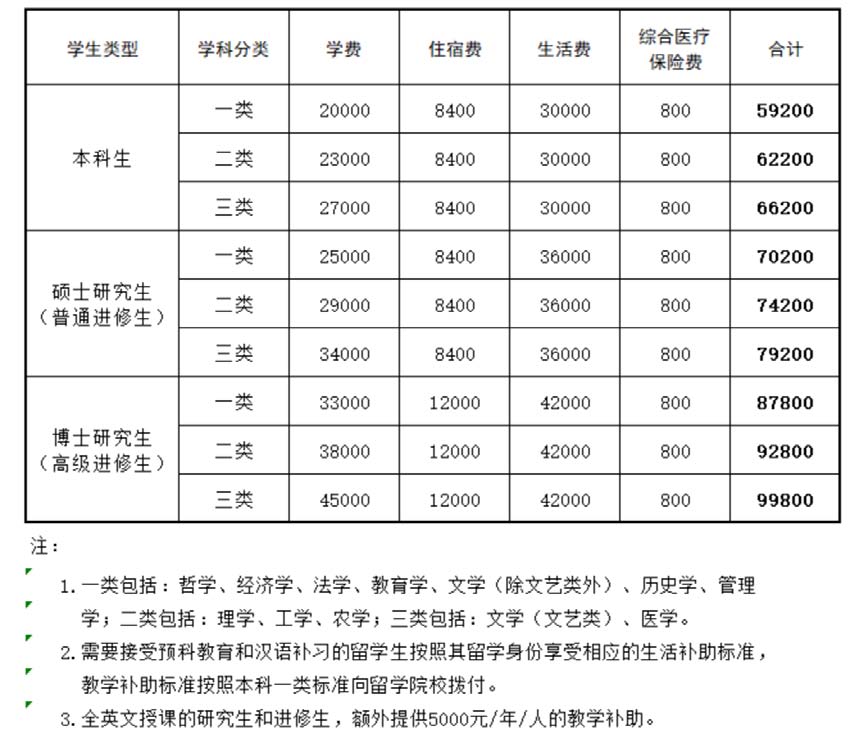 学生类型 学科分类 学费 住宿费 生活费 综合医疗保险费 合计
本科生 一类 20000 8400 30000 800 59200
二类 23000 8400 30000 800 62200
三类 27000 8400 30000 800 66200
硕士研究生（普通进修生） 一类 25000 8400 36000 800 70200
二类 29000 8400 36000 800 74200
三类 34000 8400 36000 800 79200
博士研究生（高级进修生） 一类 33000 12000 42000 800 87800
二类 38000 12000 42000 800 92800
三类 45000 12000 42000 800 99800
注：
1.一类包括：哲学、经济学、法学、教育学、文学（除文艺类外）、历史学、管理
学；二类包括：理学、工学、农学；三类包括：文学（文艺类）、医学。
2.需要接受预科教育和汉语补习的留学生按照其留学身份享受相应的生活补助标准，
教学补助标准按照本科一类标准向留学院校拨付。
3.全英文授课的研究生和进修生，额外提供5000元/年/人的教学补助。